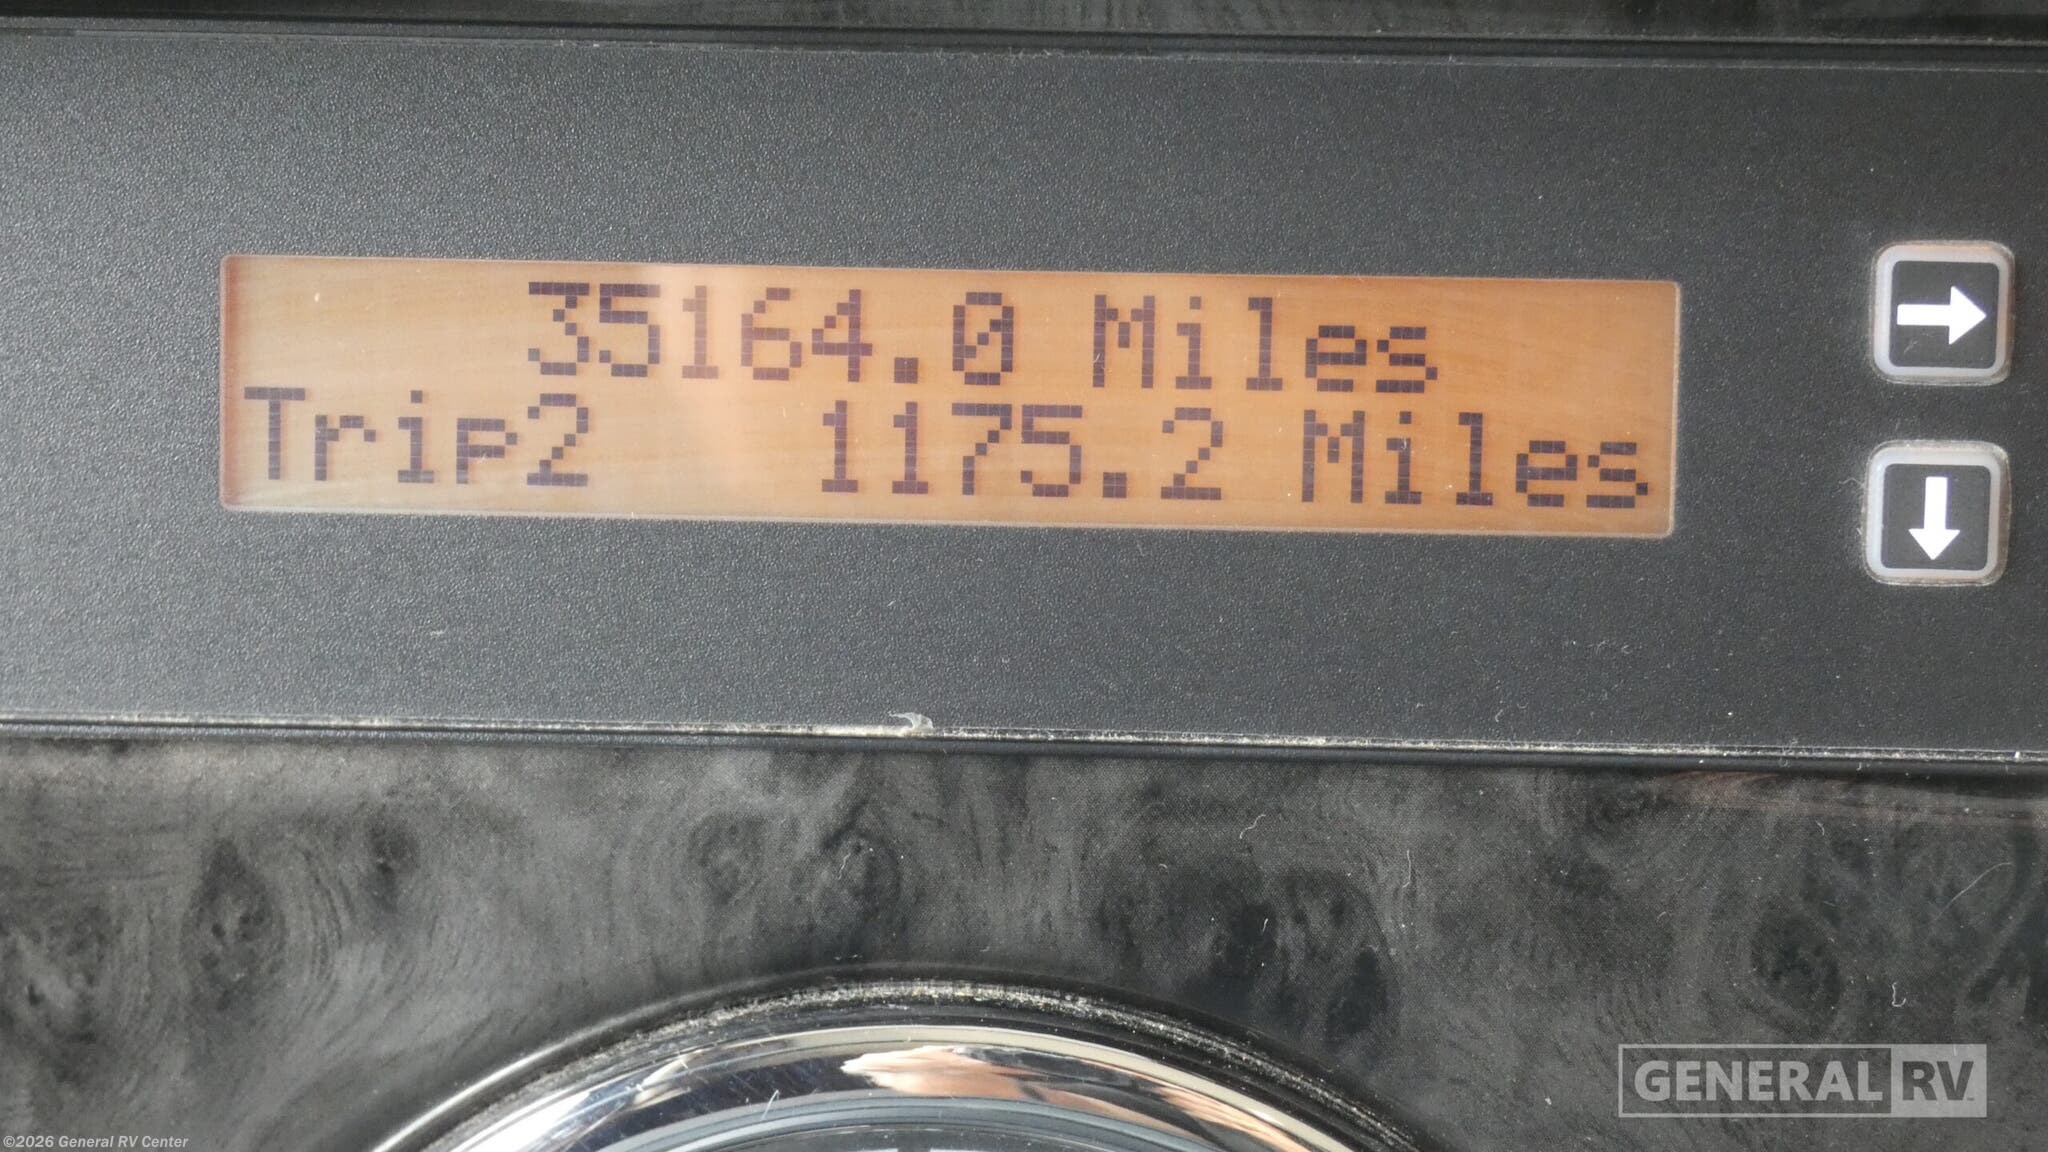 35164.0 Miles
Trip2 1175.2 Miles
GENERAL RV
©2026 General RV Center